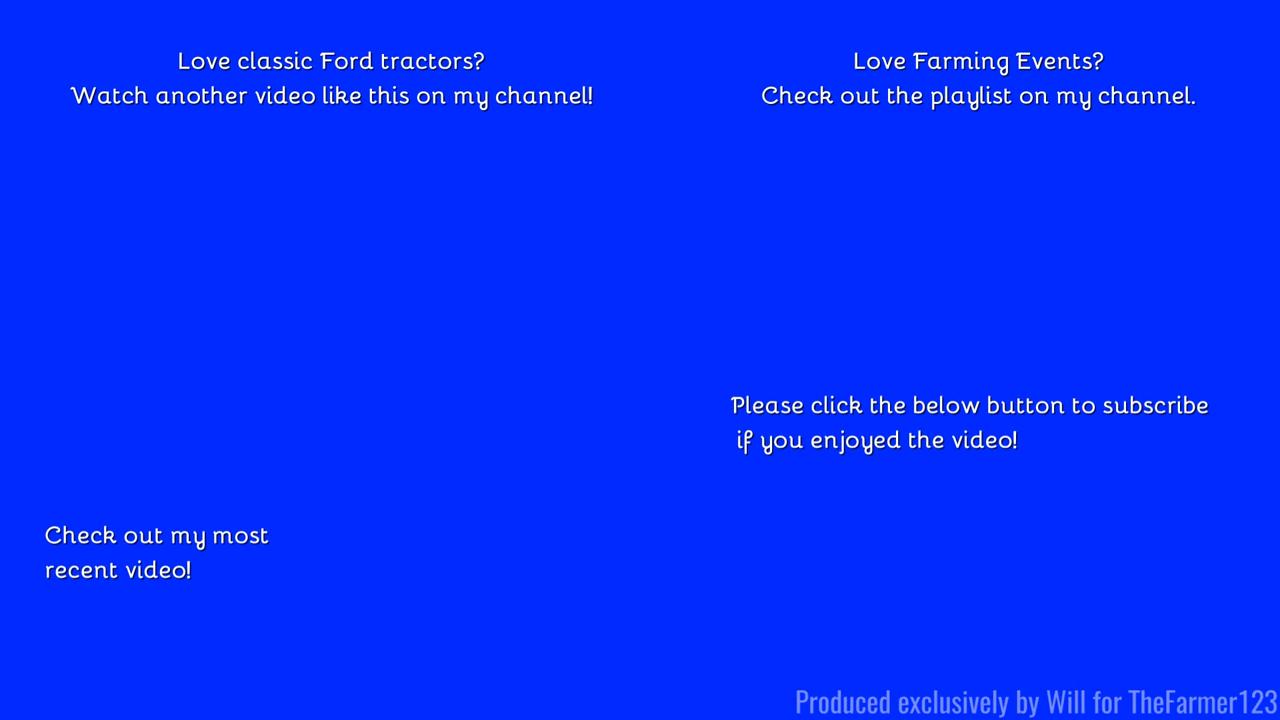 Love classic Ford tractors?
Watch another video like this on my channel!
Love Farming Events?
Check out the playlist on my channel.
Please click the below button to subscribe
if you enjoyed the video!
Check out my most
recent video!
Produced exclusively by Will for TheFarmer123